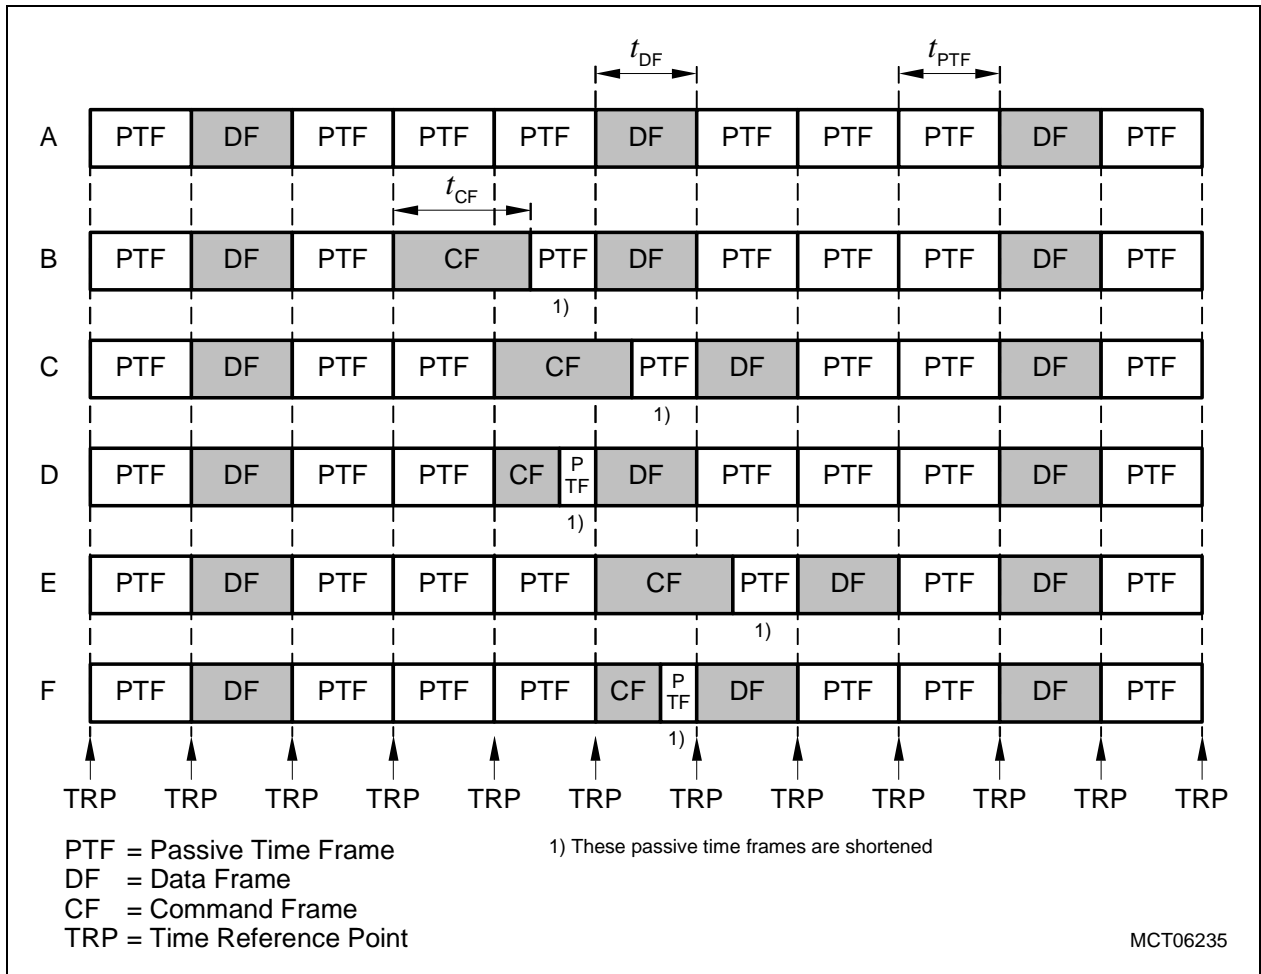 t_DF t_PTF
A PTF DF PTF PTF PTF DF PTF PTF PTF DF PTF
t_CF
B PTF DF PTF CF PTF DF PTF PTF PTF DF PTF
1)
C PTF DF PTF PTF CF PTF DF PTF PTF DF PTF
1)
D PTF DF PTF PTF CF P TF DF PTF PTF PTF DF PTF
1)
E PTF DF PTF PTF PTF CF PTF DF PTF DF PTF
1)
F PTF DF PTF PTF PTF CF P TF DF PTF PTF DF PTF
1)
TRP TRP TRP TRP TRP TRP TRP TRP TRP TRP TRP TRP
PTF = Passive Time Frame 1) These passive time frames are shortened
DF = Data Frame
CF = Command Frame
TRP = Time Reference Point
MCT06235